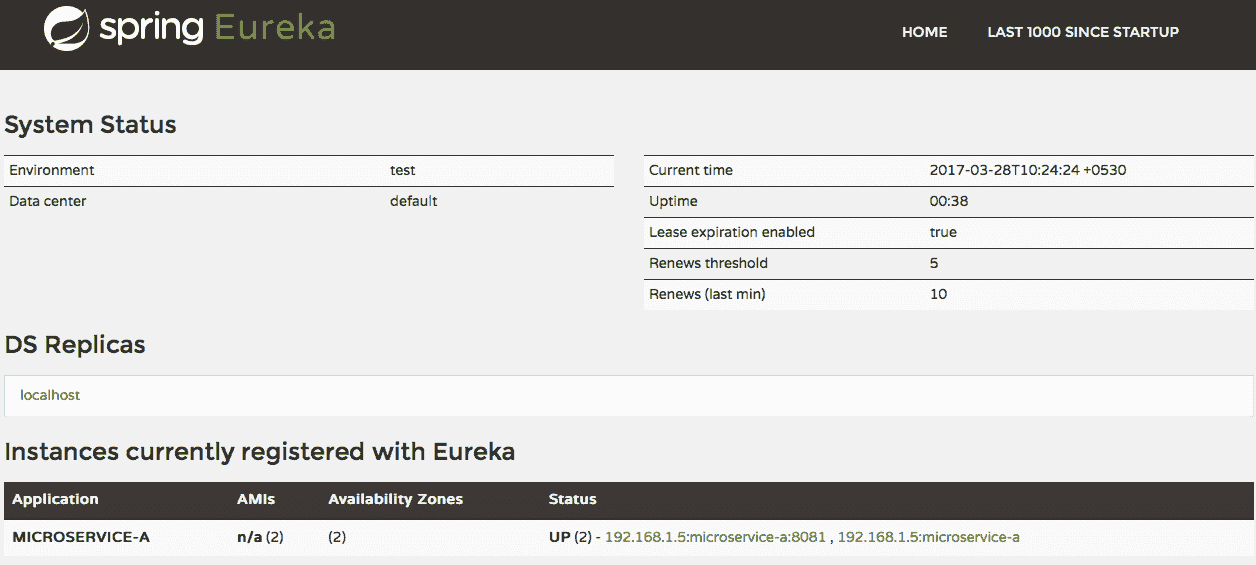 spring Eureka
HOME LAST 1000 SINCE STARTUP
System Status
Environment test
Data center default
Current time 2017-03-28T10:24:24 +0530
Uptime 00:38
Lease expiration enabled true
Renews threshold 5
Renews (last min) 10
DS Replicas
localhost
Instances currently registered with Eureka
Application AMIs Availability Zones Status
MICROSERVICE-A n/a (2) (2) UP (2) - 192.168.1.5:microservice-a:8081 , 192.168.1.5:microservice-a